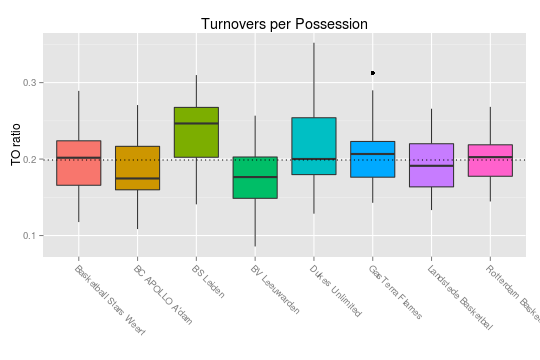 Turnovers per Possession
TO ratio
0.3
0.2
0.1
Basketball Stars Weert
BC APOLLO A'dam
BS Leiden
BV Leeuwarden
Dukes Unlimited
GasTerra Flames
Landstede Basketbal
Rotterdam Baske